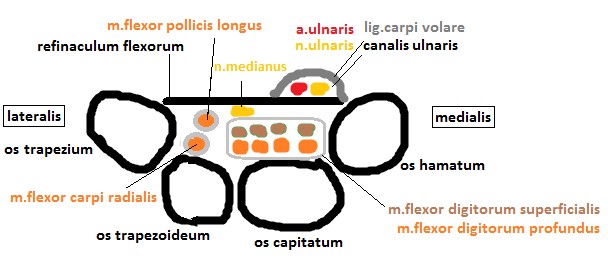 m.flexor pollicis longus
a.ulnaris
lig.carpi volare
refinaculum flexorum
n.ulnaris
canalis ulnaris
n.medianus
lateralis
medialis
os trapezium
os hamatum
m.flexor carpi radialis
m.flexor digitorum superficialis
m.flexor digitorum profundus
os trapezoideum
os capitatum